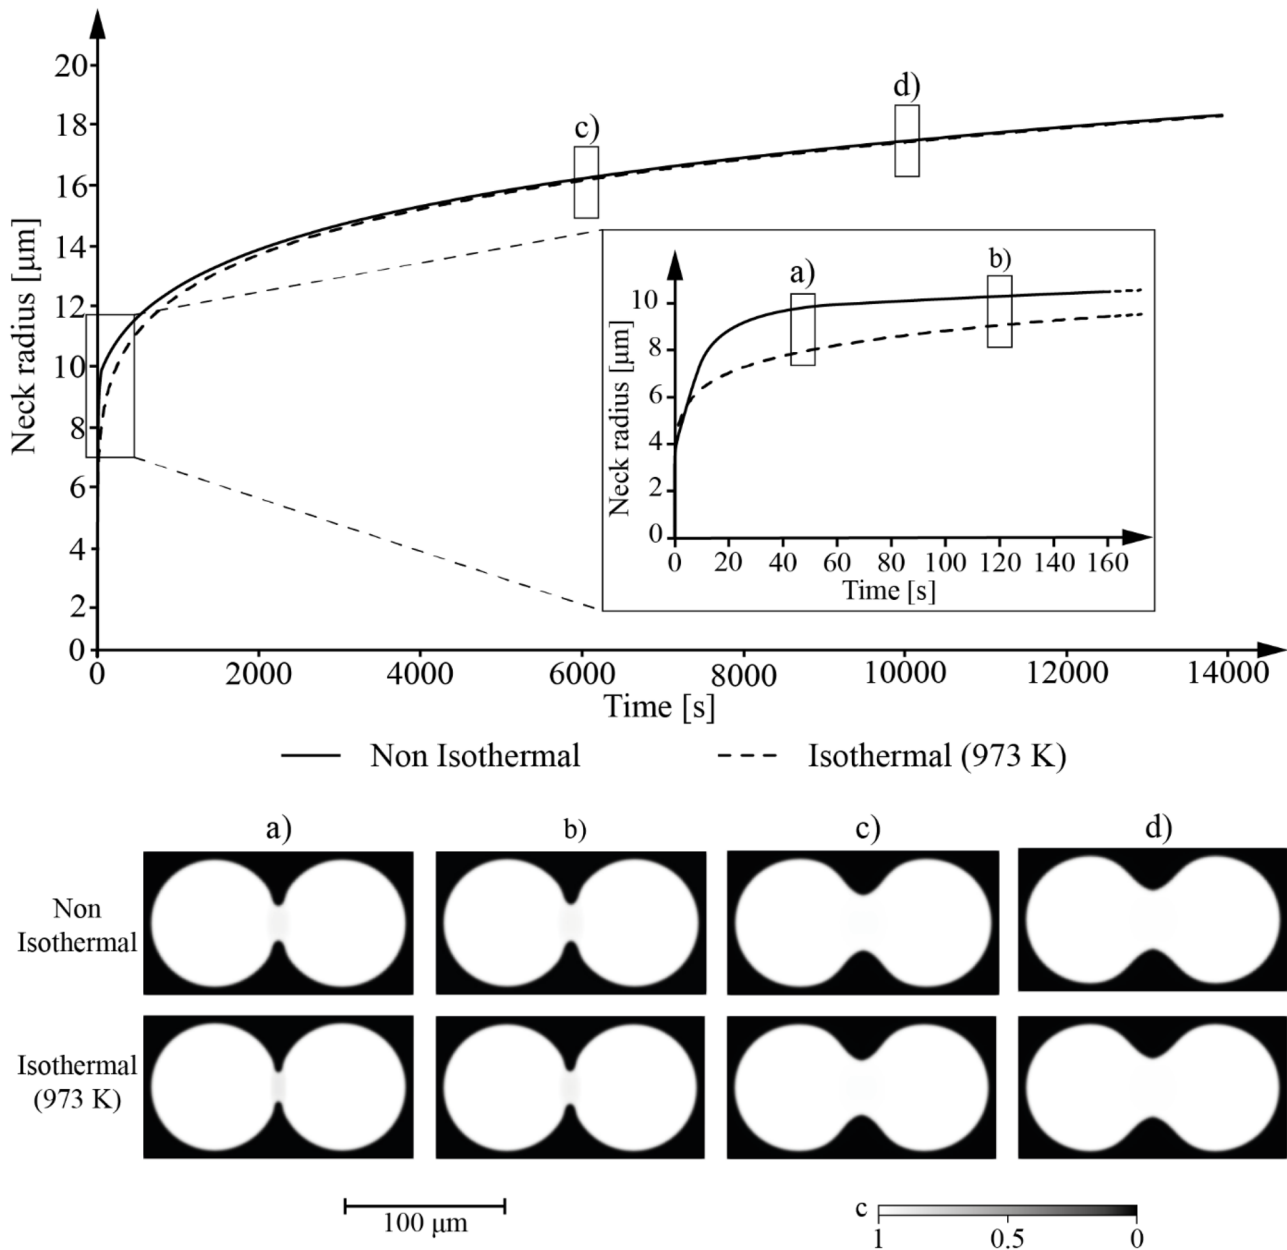 20
18
16
14
12
10
8
6
4
2
0
Neck radius [μm]
c)
d)
a)
b)
10
8
6
4
2
0
Neck radius [μm]
0 20 40 60 80 100 120 140 160
Time [s]
0 2000 4000 6000 8000 10000 12000 14000
Time [s]
Non Isothermal
Isothermal (973 K)
a) b) c) d)
Non
Isothermal
Isothermal
(973 K)
100 μm
c
1 0.5 0